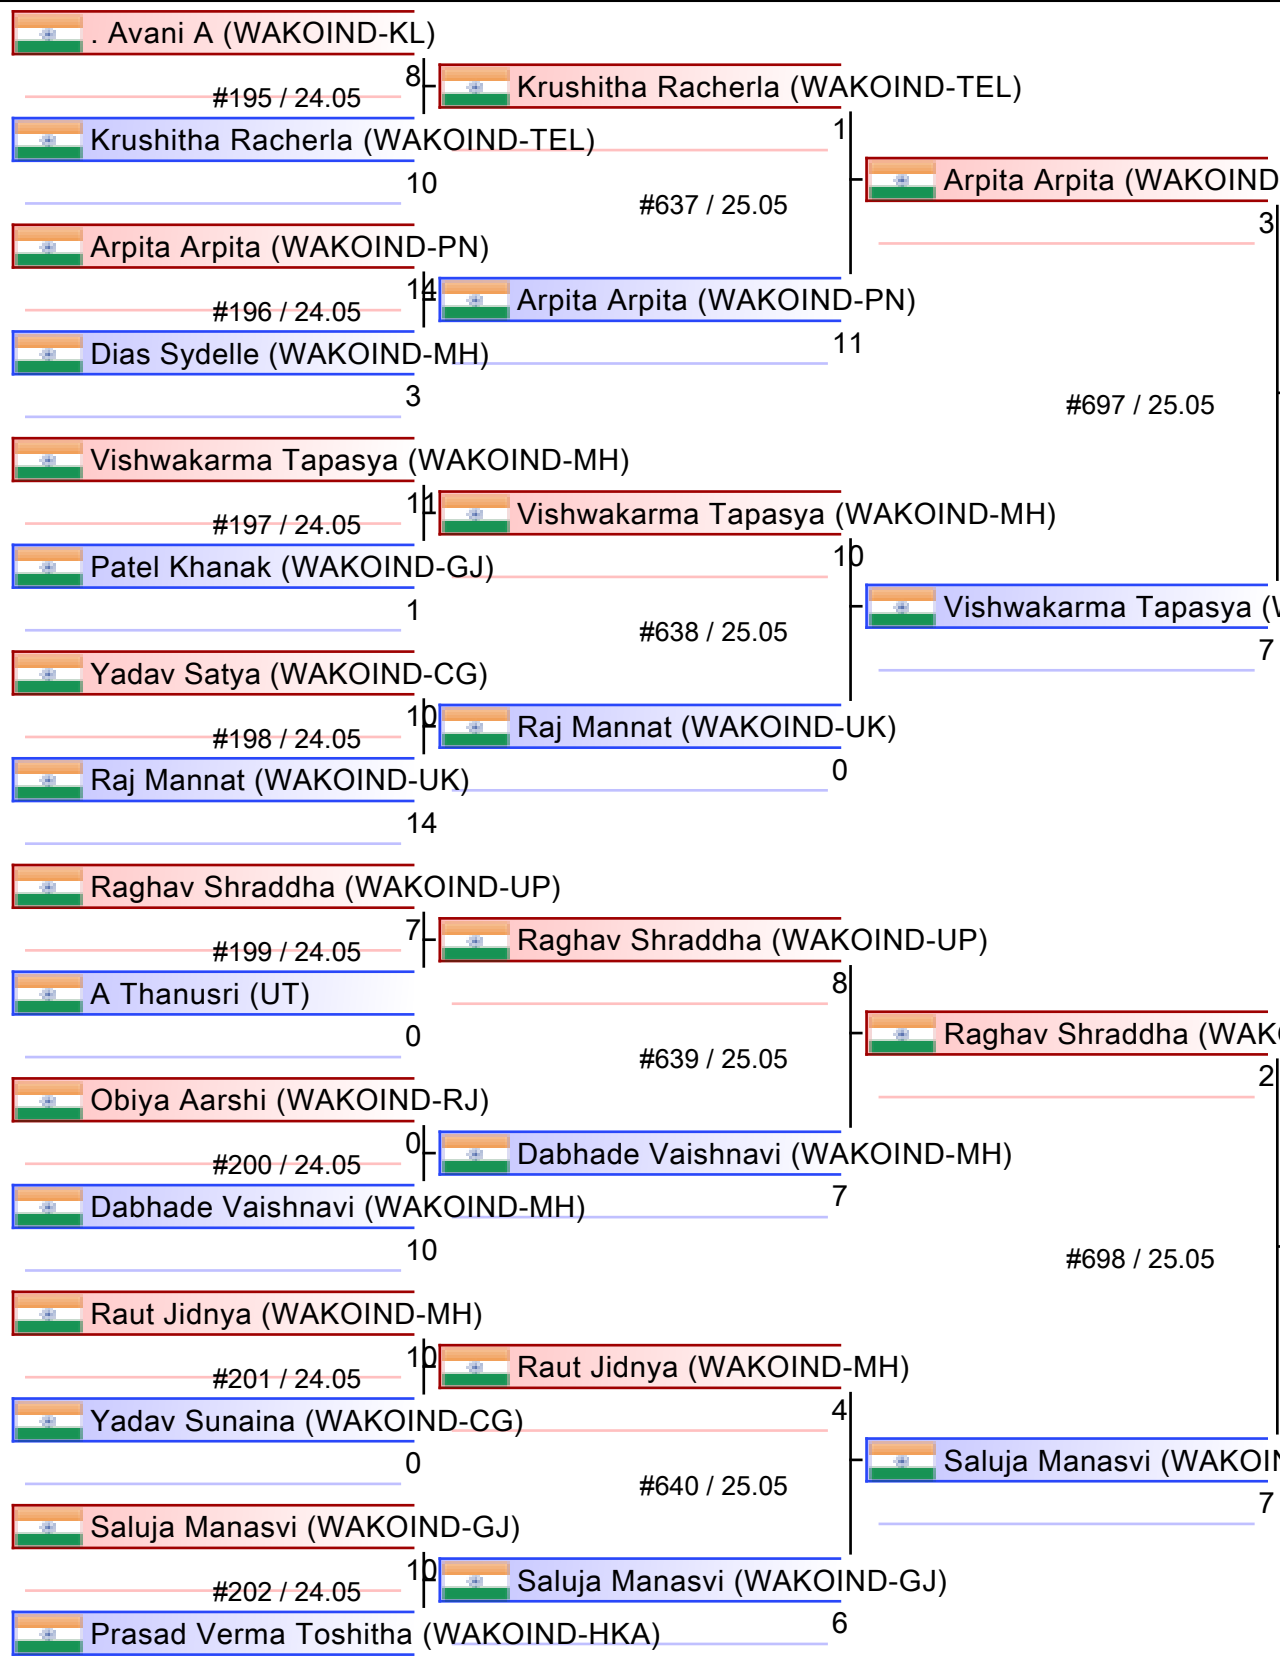 . Avani A (WAKOIND-KL)
8
#195 / 24.05
Krushitha Racherla (WAKOIND-TEL)
10
Arpita Arpita (WAKOIND-PN)
14
#196 / 24.05
Dias Sydelle (WAKOIND-MH)
3
Vishwakarma Tapasya (WAKOIND-MH)
11
#197 / 24.05
Patel Khanak (WAKOIND-GJ)
1
Yadav Satya (WAKOIND-CG)
10
#198 / 24.05
Raj Mannat (WAKOIND-UK)
14
Raghav Shraddha (WAKOIND-UP)
7
#199 / 24.05
A Thanusri (UT)
0
Obiya Aarshi (WAKOIND-RJ)
0
#200 / 24.05
Dabhade Vaishnavi (WAKOIND-MH)
10
Raut Jidnya (WAKOIND-MH)
10
#201 / 24.05
Yadav Sunaina (WAKOIND-CG)
0
Saluja Manasvi (WAKOIND-GJ)
10
#202 / 24.05
Prasad Verma Toshitha (WAKOIND-HKA)
Krushitha Racherla (WAKOIND-TEL)
1
#637 / 25.05
Arpita Arpita (WAKOIND-PN)
11
Vishwakarma Tapasya (WAKOIND-MH)
10
#638 / 25.05
Raj Mannat (WAKOIND-UK)
0
Raghav Shraddha (WAKOIND-UP)
8
#639 / 25.05
Dabhade Vaishnavi (WAKOIND-MH)
7
Raut Jidnya (WAKOIND-MH)
4
#640 / 25.05
Saluja Manasvi (WAKOIND-GJ)
6
Arpita Arpita (WAKOIND
3
#697 / 25.05
Vishwakarma Tapasya (
7
Raghav Shraddha (WAK
2
#698 / 25.05
Saluja Manasvi (WAKOI
7